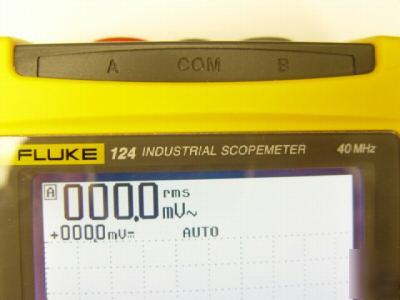 A COM B
FLUKE 124 INDUSTRIAL SCOPEMETER 40 MHz
A 000.0 rms mV~
+000.0 mV⎓ AUTO